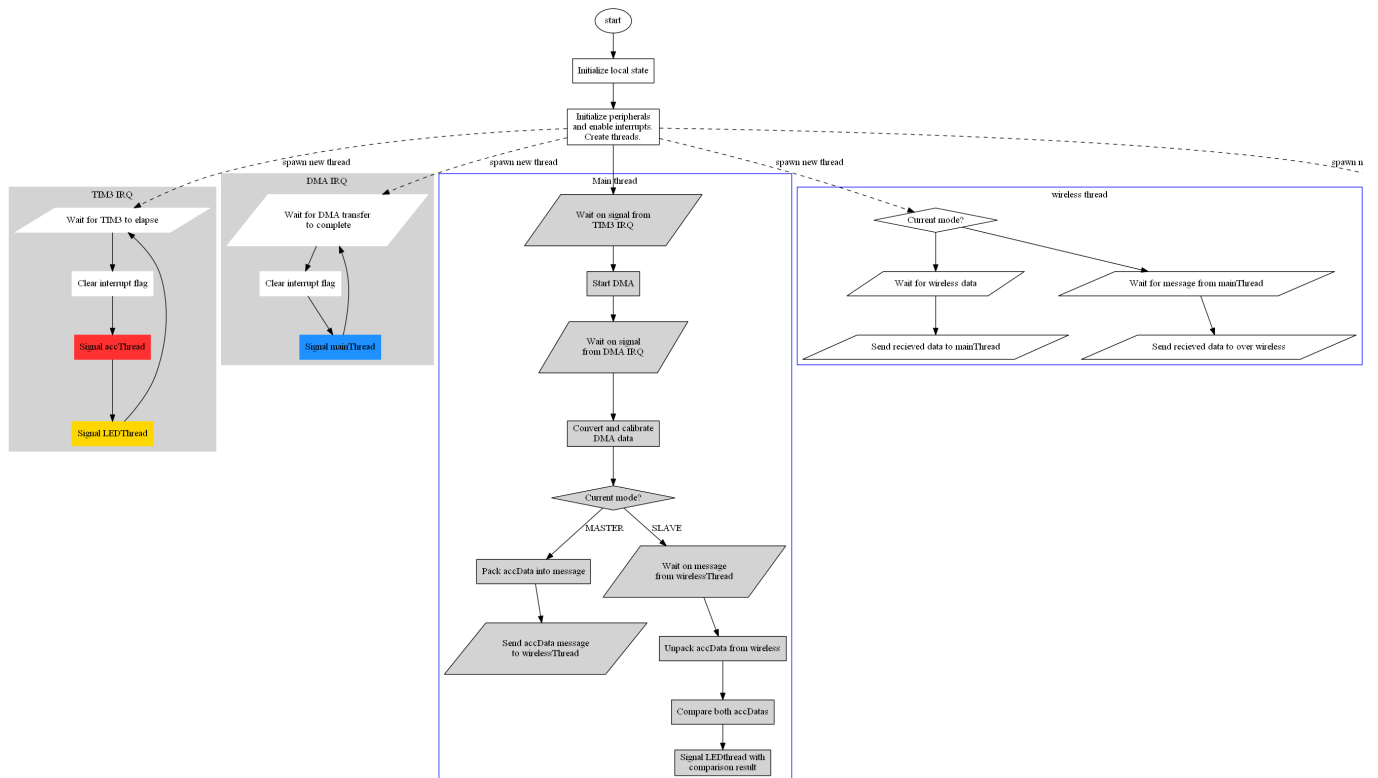 start
Initialize local state
Initialize peripherals
and enable interrupts.
Create threads.
spawn new thread
spawn new thread
spawn new thread
spawn n
TIM3 IRQ
Wait for TIM3 to elapse
Clear interrupt flag
Signal accThread
Signal LEDThread
DMA IRQ
Wait for DMA transfer
to complete
Clear interrupt flag
Signal mainThread
Main thread
Wait on signal from
TIM3 IRQ
Start DMA
Wait on signal
from DMA IRQ
Convert and calibrate
DMA data
Current mode?
MASTER
SLAVE
Pack accData into message
Send accData message
to wirelessThread
Wait on message
from wirelessThread
Unpack accData from wireless
Compare both accDatas
Signal LEDthread with
comparison result
wireless thread
Current mode?
Wait for wireless data
Send recieved data to mainThread
Wait for message from mainThread
Send recieved data to over wireless